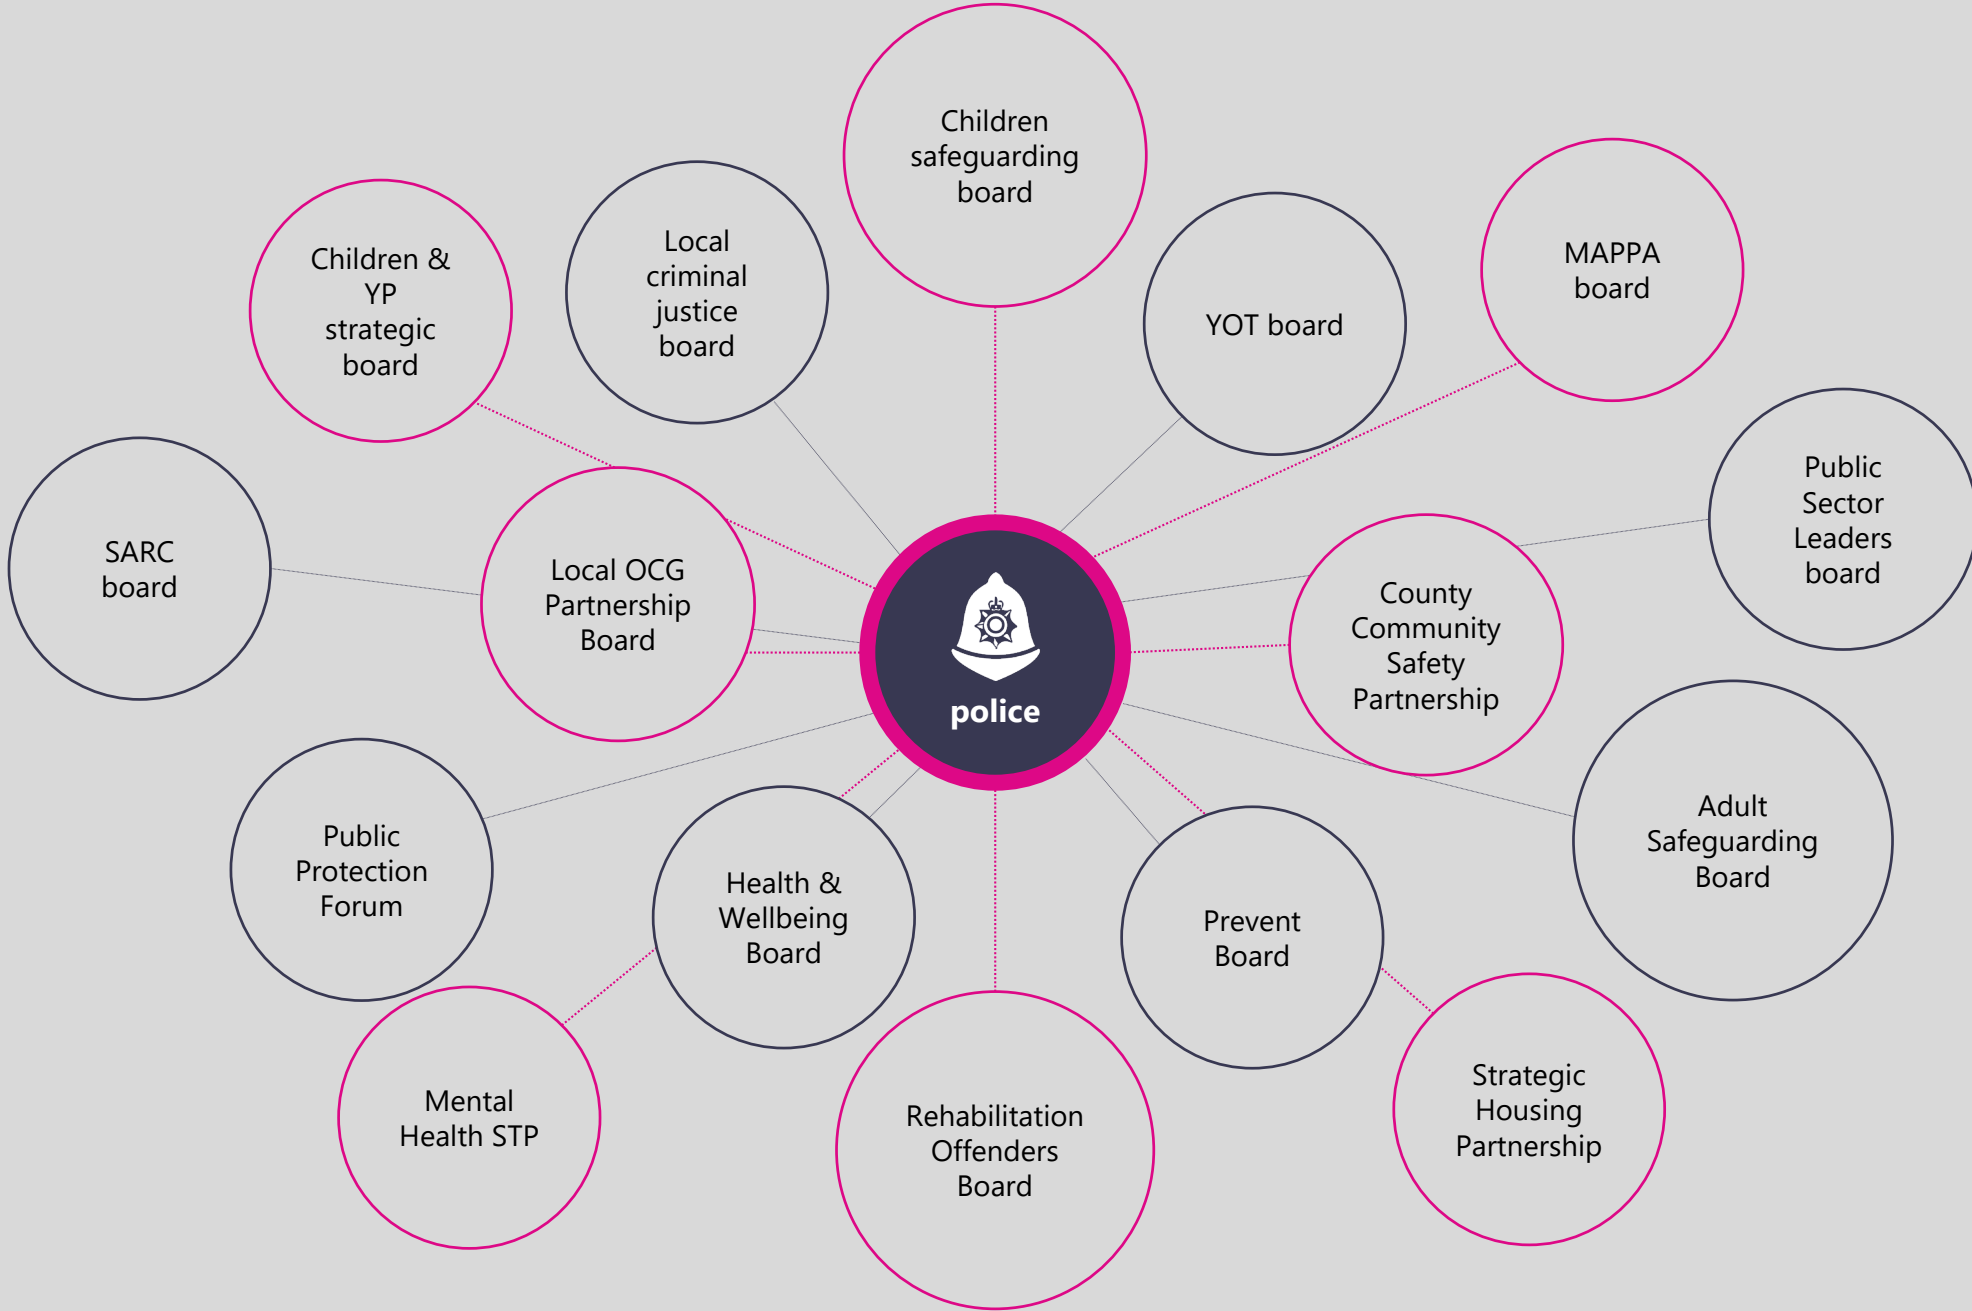 Children
safeguarding
board
MAPPA
board
Local
criminal
justice
board
Children &
YP
strategic
board
YOT board
Public
Sector
Leaders
board
SARC
board
Local OCG
Partnership
Board
County
Community
Safety
Partnership
police
Adult
Safeguarding
Board
Public
Protection
Forum
Health &
Wellbeing
Board
Prevent
Board
Mental
Health STP
Rehabilitation
Offenders
Board
Strategic
Housing
Partnership